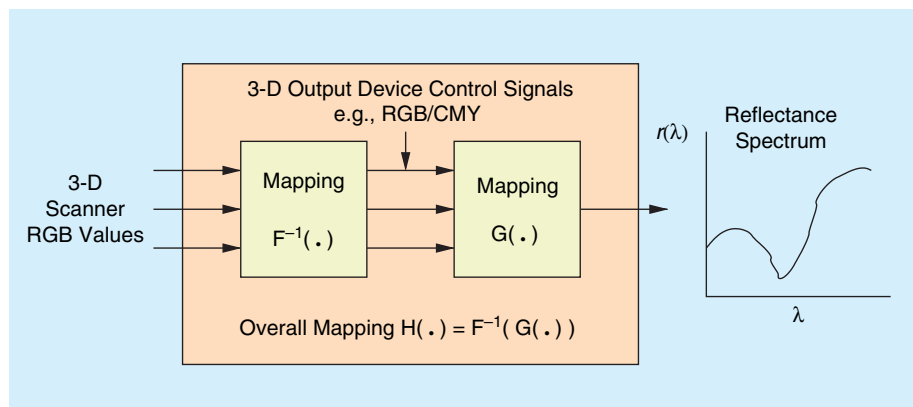 3-D Output Device Control Signals
e.g., RGB/CMY
3-D
Scanner
RGB Values
Mapping
F⁻¹(.)
Mapping
G(.)
Overall Mapping H(.) = F⁻¹( G(.) )
r(λ)
Reflectance
Spectrum
λ